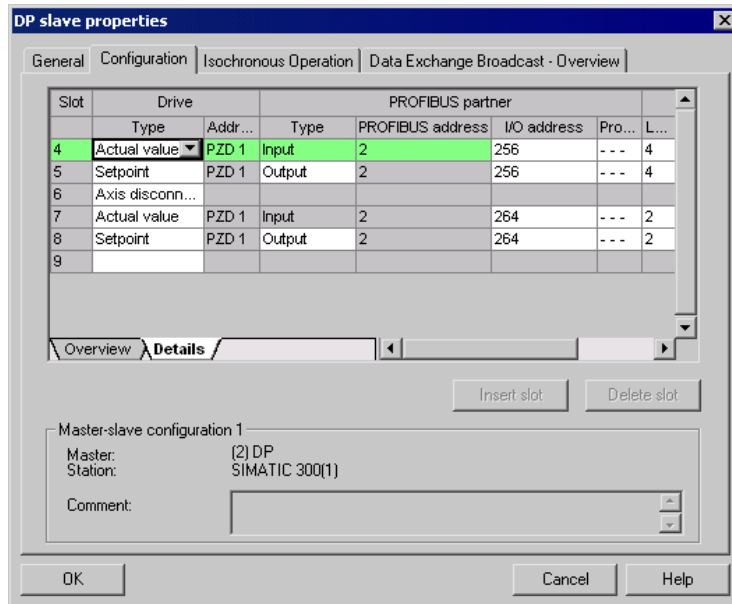 DP slave properties
General Configuration Isochronous Operation Data Exchange Broadcast - Overview
Slot Drive PROFIBUS partner
Type Addr... Type PROFIBUS address I/O address Pro... L...
4 Actual value PZD 1 Input 2 256 - - - 4
5 Setpoint PZD 1 Output 2 256 - - - 4
6 Axis disconn...
7 Actual value PZD 1 Input 2 264 - - - 2
8 Setpoint PZD 1 Output 2 264 - - - 2
9
Overview Details
Insert slot Delete slot
Master-slave configuration 1
Master: (2) DP
Station: SIMATIC 300(1)
Comment:
OK Cancel Help